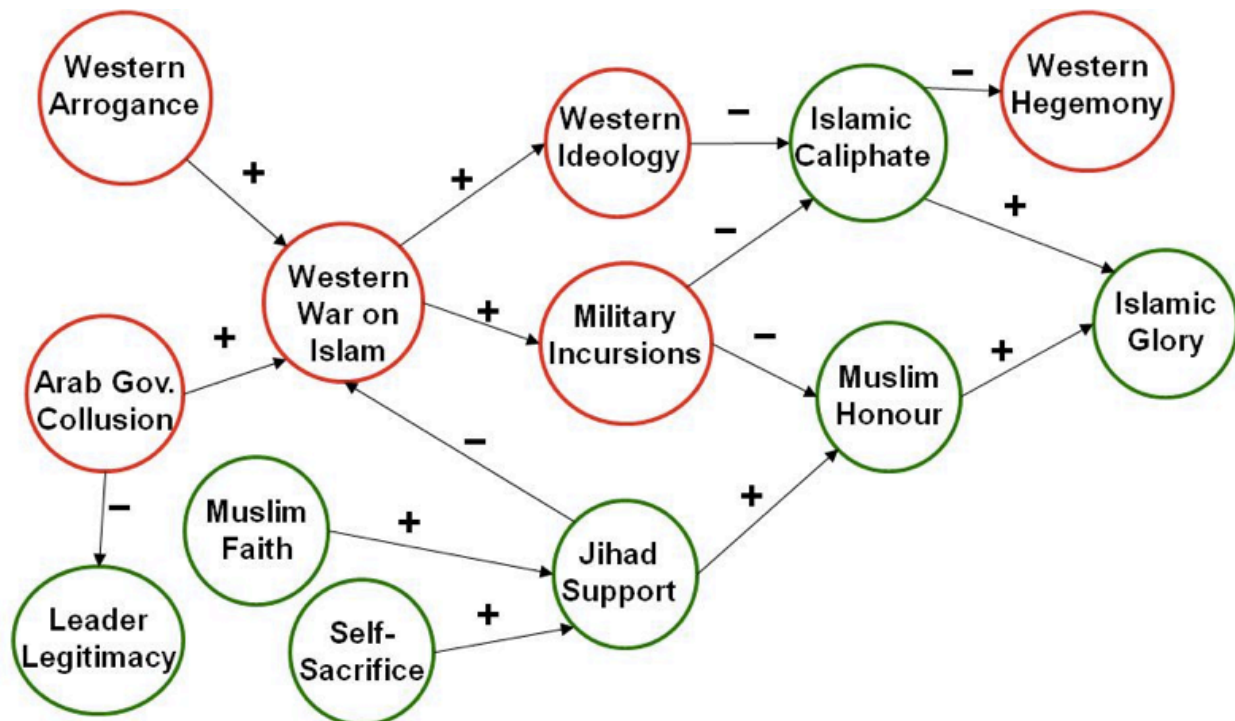 Western
Arrogance
+
Western
Ideology
−
Islamic
Caliphate
−
Western
Hegemony
+
+
Western
War on
Islam
+
Military
Incursions
−
−
Muslim
Honour
+
Islamic
Glory
Arab Gov.
Collusion
+
−
Leader
Legitimacy
Muslim
Faith
+
Self-
Sacrifice
+
Jihad
Support
−
+
+